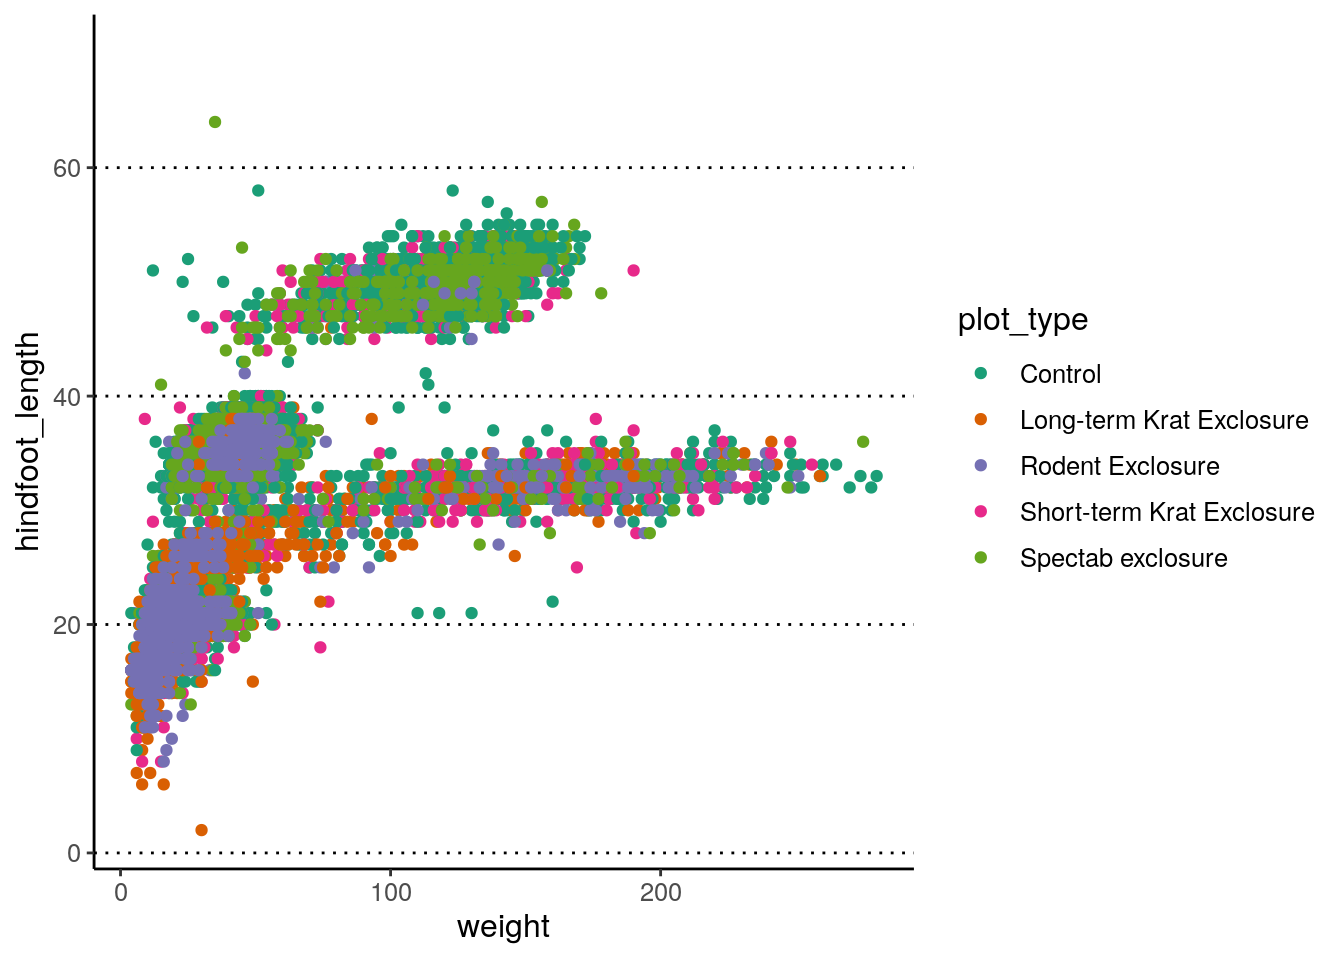 60
40
20
0
hindfoot_length
0
100
200
weight
plot_type
Control
Long-term Krat Exclosure
Rodent Exclosure
Short-term Krat Exclosure
Spectab exclosure